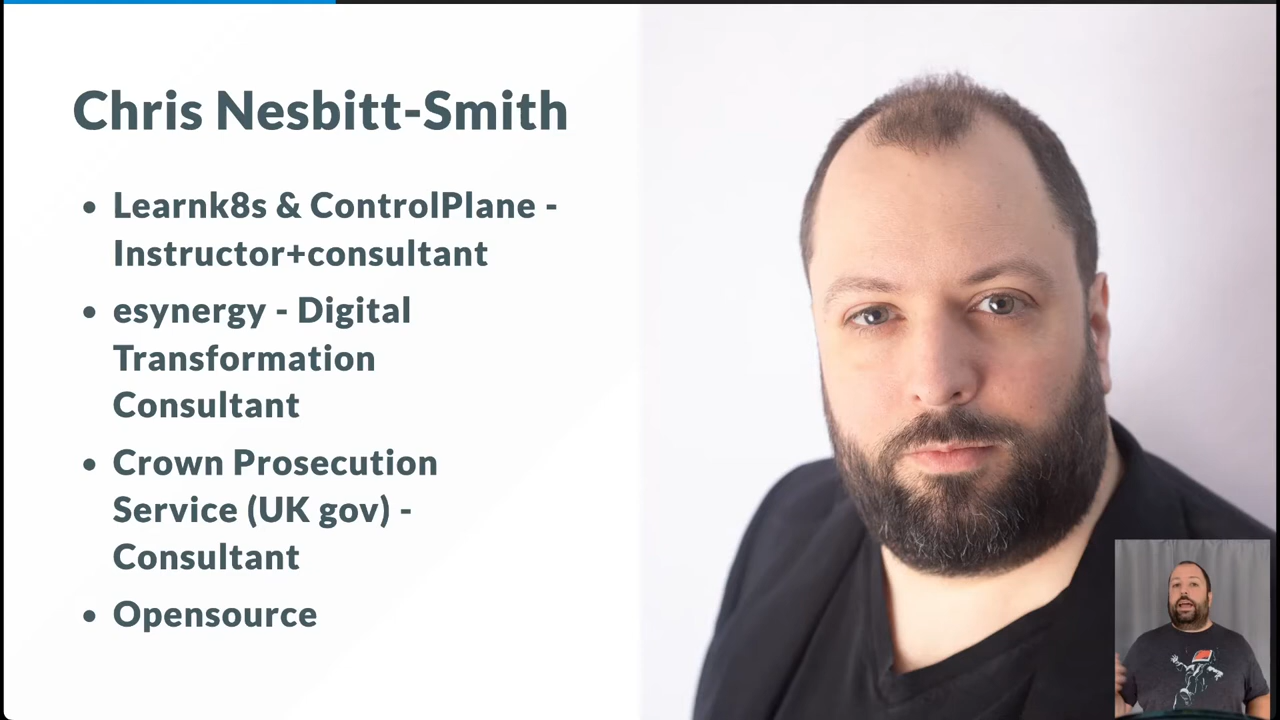 Chris Nesbitt-Smith
• Learnk8s & ControlPlane -
Instructor+consultant
• esynergy - Digital
Transformation
Consultant
• Crown Prosecution
Service (UK gov) -
Consultant
• Opensource